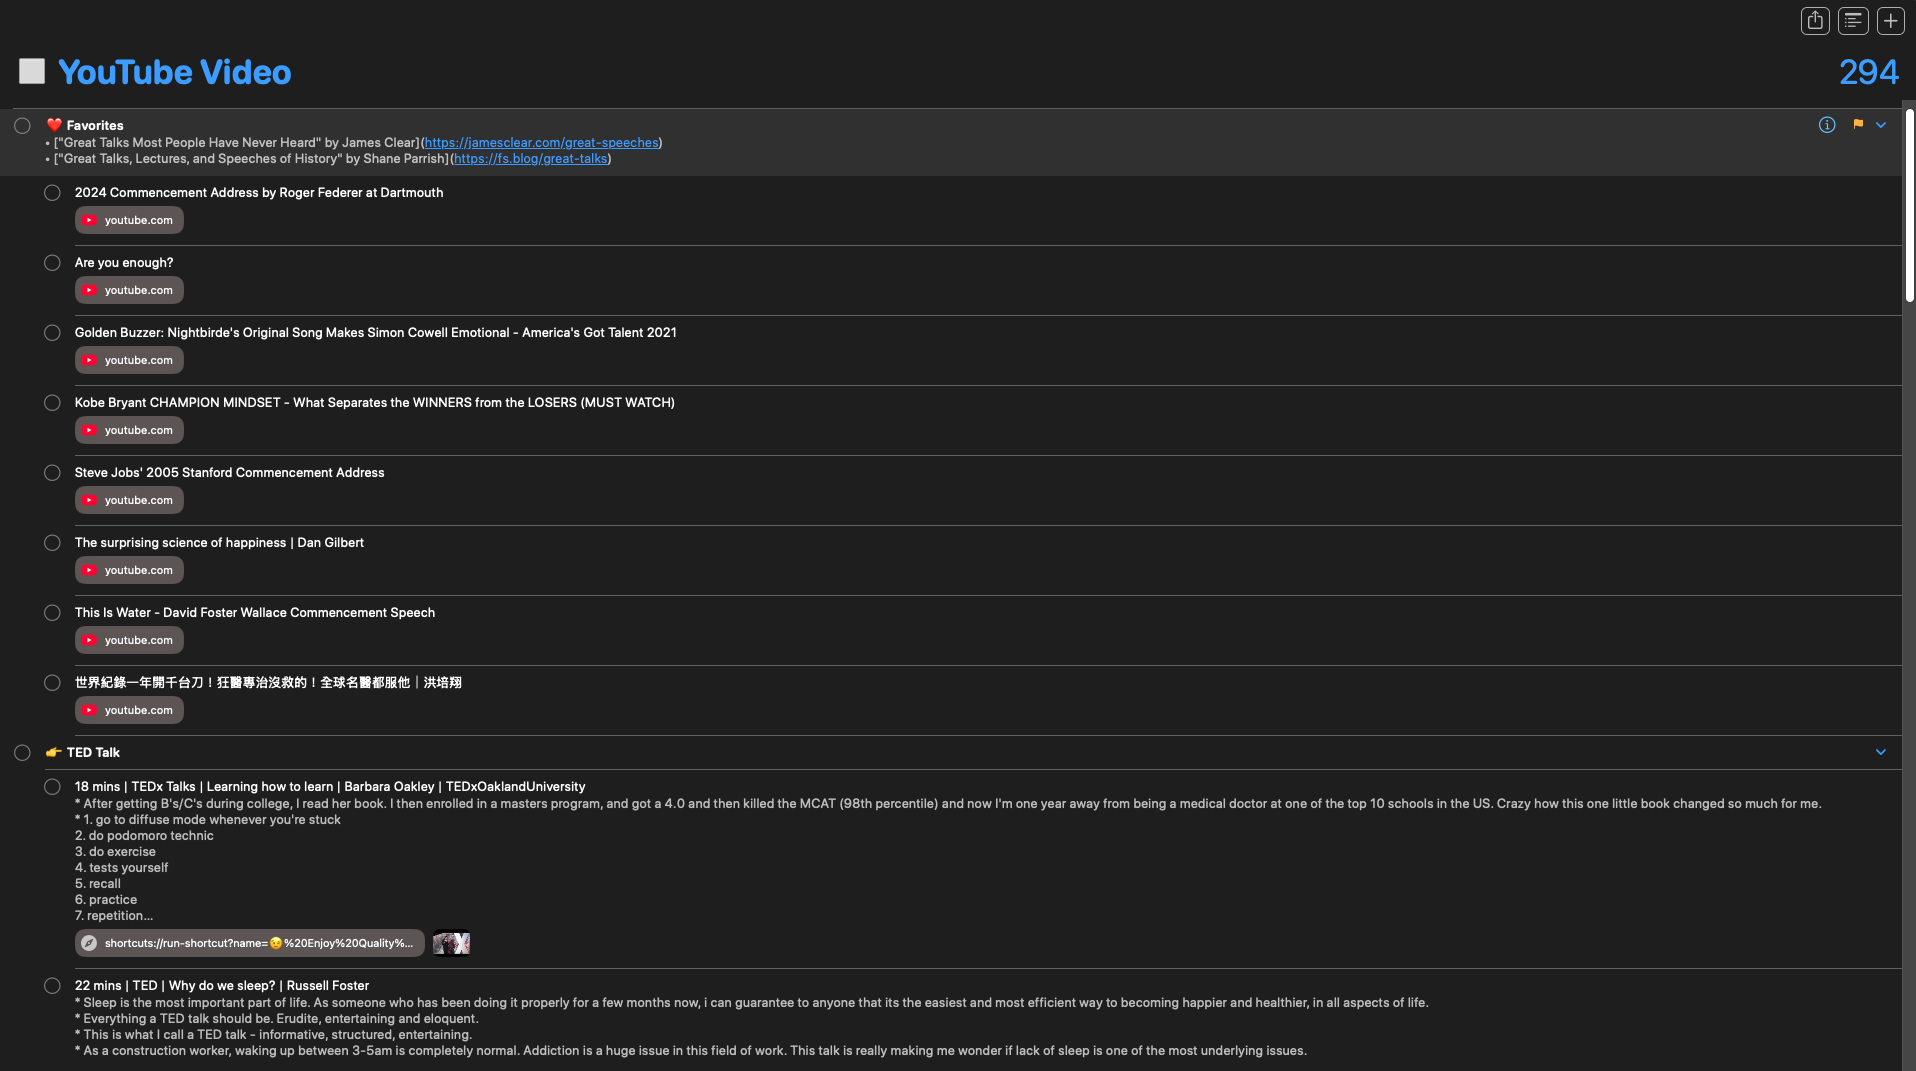 YouTube Video
294
❤️ Favorites
• ["Great Talks Most People Have Never Heard" by James Clear](https://jamesclear.com/great-speeches)
• ["Great Talks, Lectures, and Speeches of History" by Shane Parrish](https://fs.blog/great-talks)
2024 Commencement Address by Roger Federer at Dartmouth
youtube.com
Are you enough?
youtube.com
Golden Buzzer: Nightbirde's Original Song Makes Simon Cowell Emotional - America's Got Talent 2021
youtube.com
Kobe Bryant CHAMPION MINDSET - What Separates the WINNERS from the LOSERS (MUST WATCH)
youtube.com
Steve Jobs' 2005 Stanford Commencement Address
youtube.com
The surprising science of happiness | Dan Gilbert
youtube.com
This Is Water - David Foster Wallace Commencement Speech
youtube.com
世界紀錄一年開千台刀！狂醫專治沒救的！全球名醫都服他｜洪培翔
youtube.com
👉 TED Talk
18 mins | TEDx Talks | Learning how to learn | Barbara Oakley | TEDxOaklandUniversity
* After getting B's/C's during college, I read her book. I then enrolled in a masters program, and got a 4.0 and then killed the MCAT (98th percentile) and now I'm one year away from being a medical doctor at one of the top 10 schools in the US. Crazy how this one little book changed so much for me.
* 1. go to diffuse mode whenever you're stuck
2. do podomoro technic
3. do exercise
4. tests yourself
5. recall
6. practice
7. repetition...
shortcuts://run-shortcut?name=😉%20Enjoy%20Quality%...
22 mins | TED | Why do we sleep? | Russell Foster
* Sleep is the most important part of life. As someone who has been doing it properly for a few months now, i can guarantee to anyone that its the easiest and most efficient way to becoming happier and healthier, in all aspects of life.
* Everything a TED talk should be. Erudite, entertaining and eloquent.
* This is what I call a TED talk - informative, structured, entertaining.
* As a construction worker, waking up between 3-5am is completely normal. Addiction is a huge issue in this field of work. This talk is really making me wonder if lack of sleep is one of the most underlying issues.